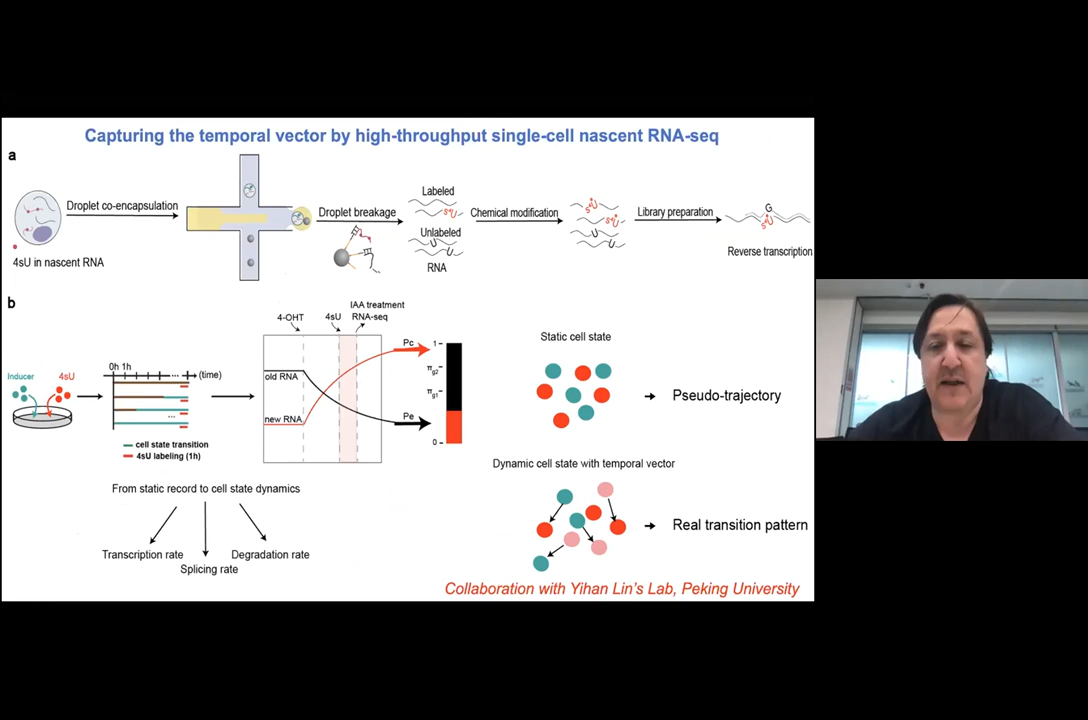 Capturing the temporal vector by high-throughput single-cell nascent RNA-seq
a
Droplet co-encapsulation
4sU in nascent RNA
Droplet breakage
Labeled
4sU
Unlabeled
RNA
Chemical modification
Library preparation
G
Reverse transcription
b
Inducer
4sU
0h 1h
(time)
...
cell state transition
4sU labeling (1h)
4-OHT
4sU
IAA treatment
RNA-seq
old RNA
new RNA
Pc
Pe
1
πg2
πg1
0
Static cell state
Pseudo-trajectory
Dynamic cell state with temporal vector
Real transition pattern
From static record to cell state dynamics
Transcription rate
Splicing rate
Degradation rate
Collaboration with Yihan Lin's Lab, Peking University